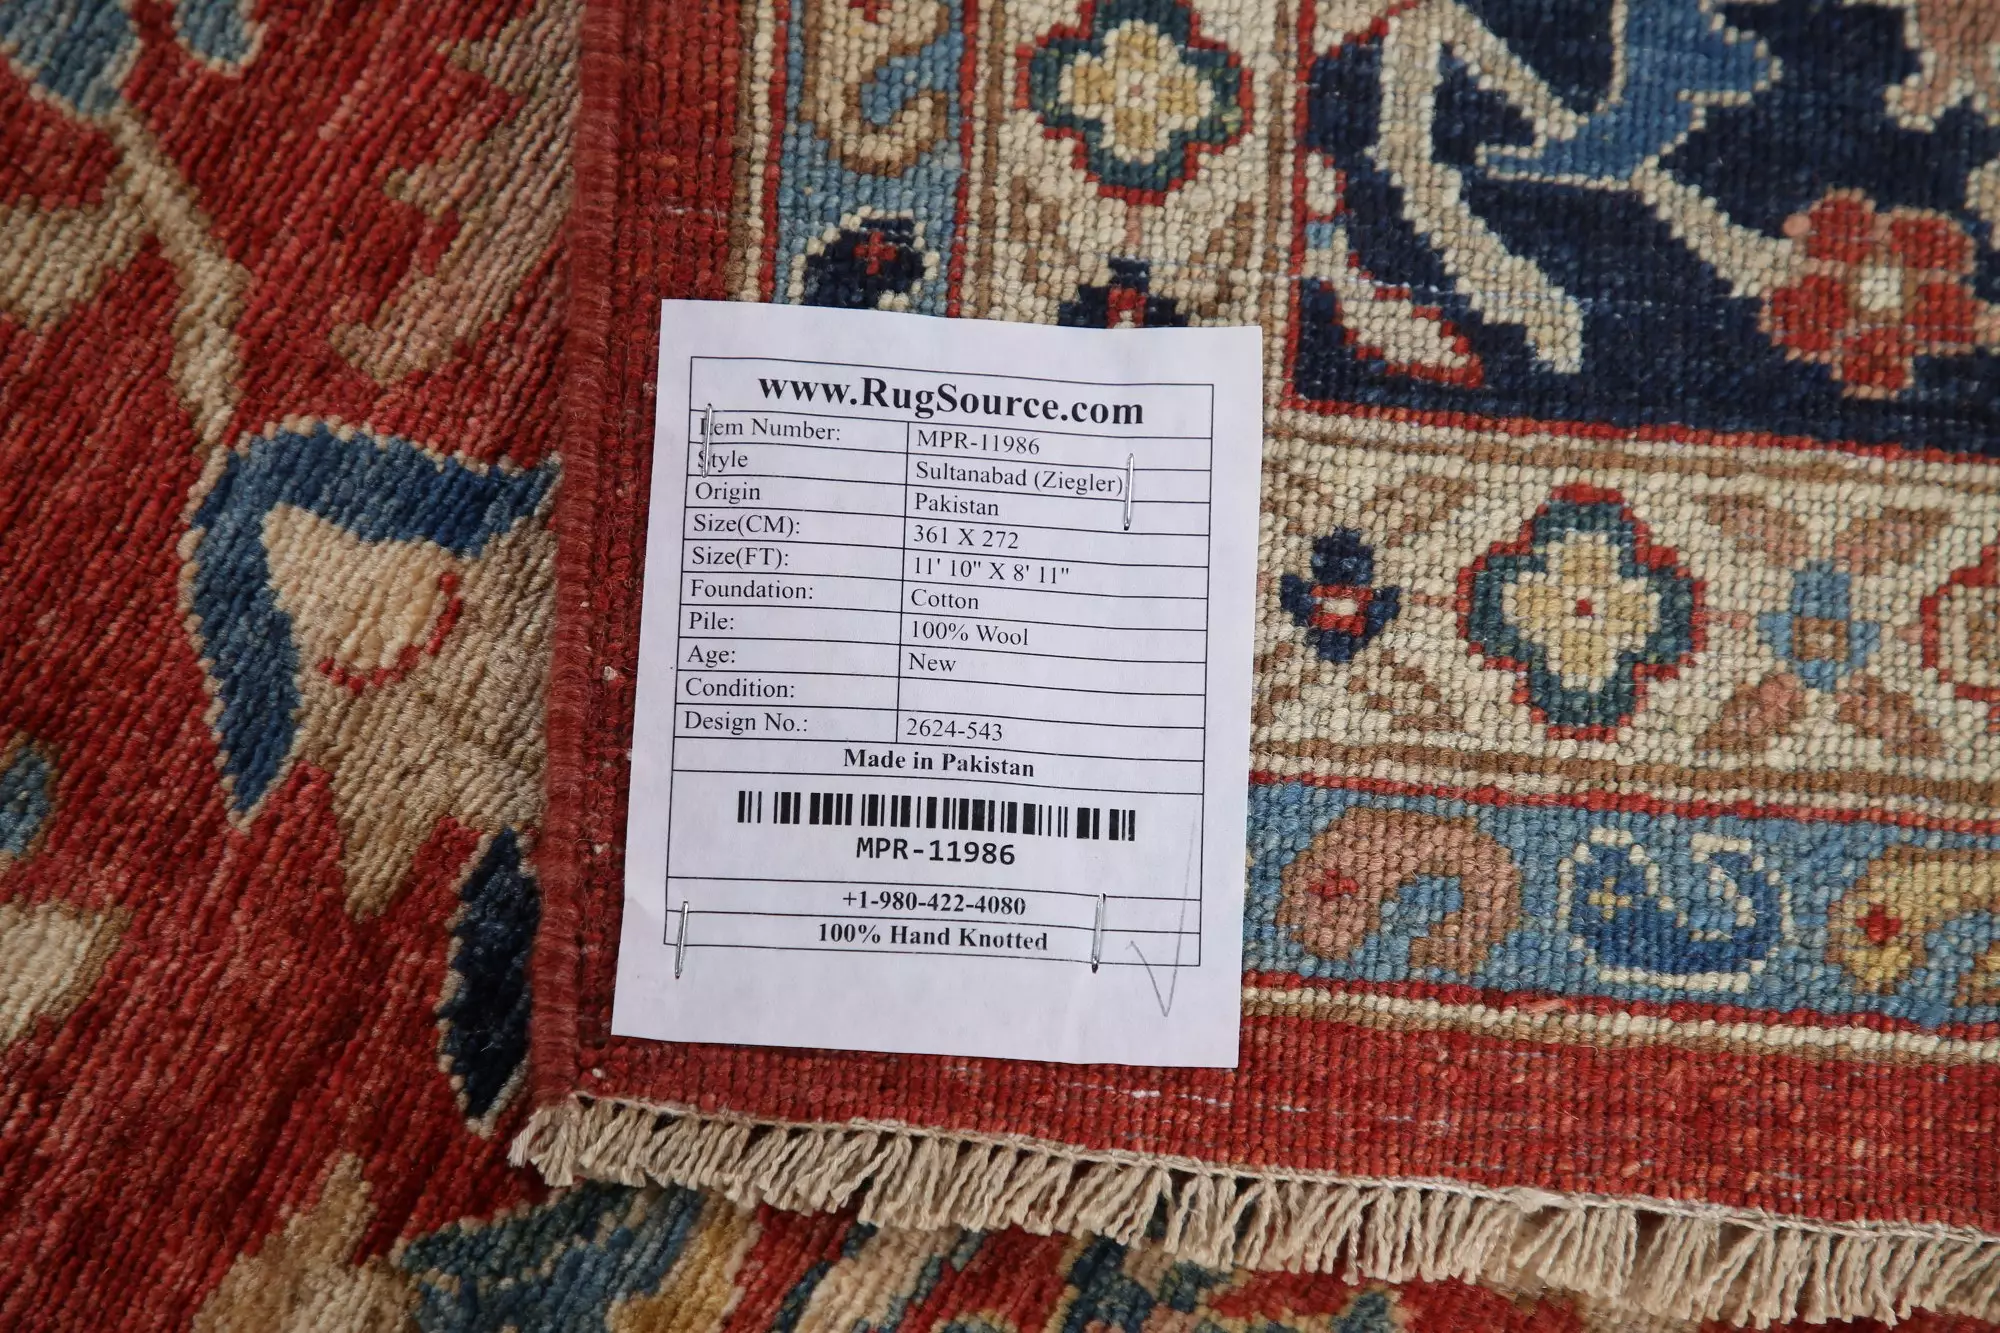 www.RugSource.com
Item Number: MPR-11986
Style Sultanabad (Ziegler)
Origin Pakistan
Size(CM): 361 X 272
Size(FT): 11' 10" X 8' 11"
Foundation: Cotton
Pile: 100% Wool
Age: New
Condition:
Design No.: 2624-543
Made in Pakistan
MPR-11986
+1-980-422-4080
100% Hand Knotted